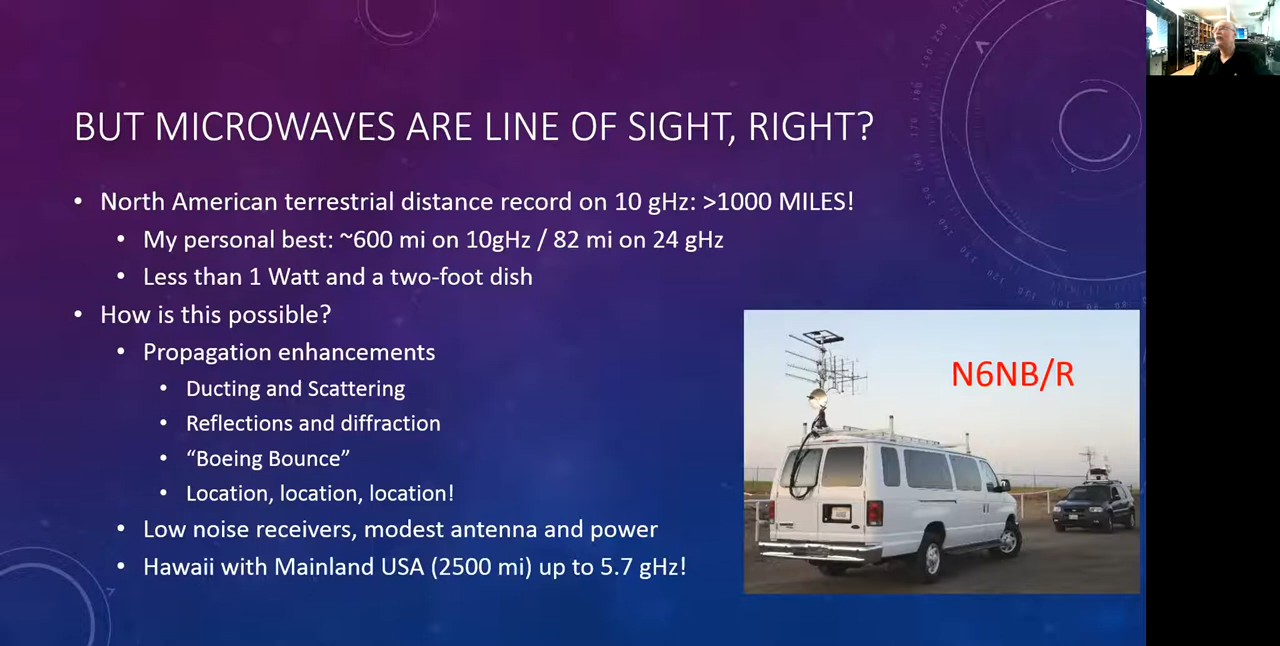 BUT MICROWAVES ARE LINE OF SIGHT, RIGHT?
• North American terrestrial distance record on 10 gHz: >1000 MILES!
• My personal best: ~600 mi on 10gHz / 82 mi on 24 gHz
• Less than 1 Watt and a two-foot dish
• How is this possible?
• Propagation enhancements
• Ducting and Scattering
• Reflections and diffraction
• “Boeing Bounce”
• Location, location, location!
• Low noise receivers, modest antenna and power
• Hawaii with Mainland USA (2500 mi) up to 5.7 gHz!
N6NB/R